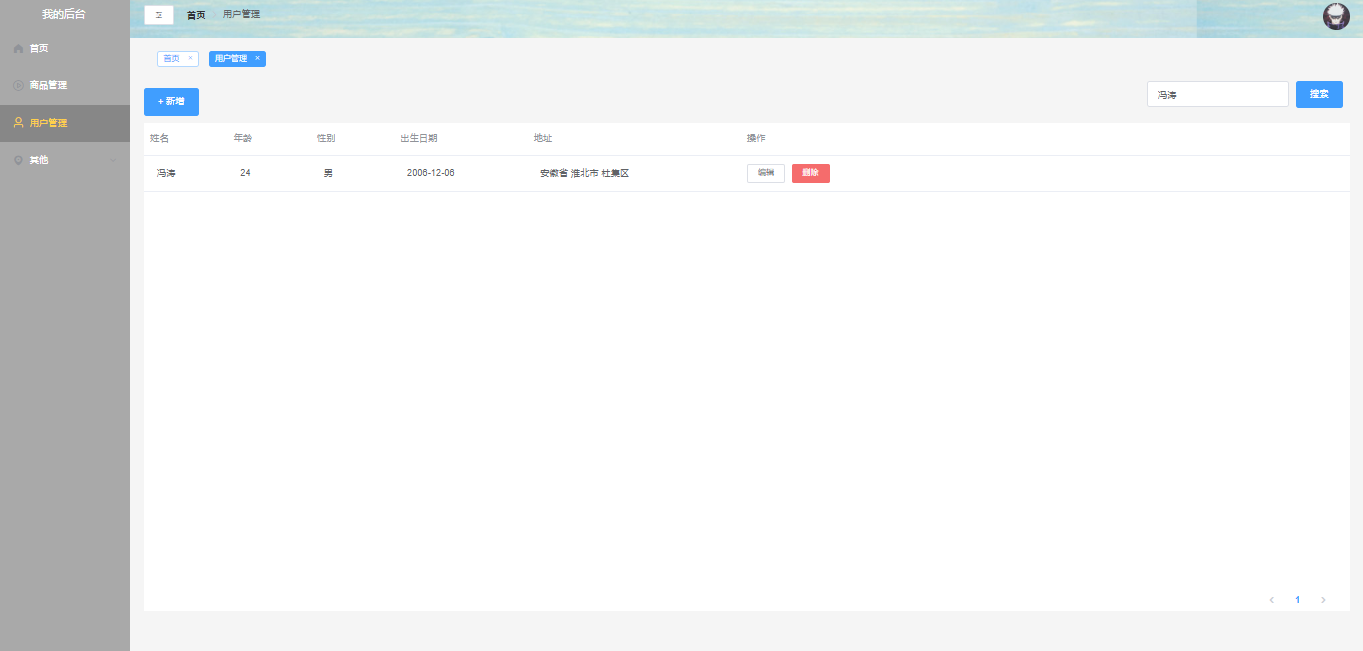 我的后台
首页
商品管理
用户管理
其他
首页 用户管理
首页 × 用户管理 ×
+ 新增
冯涛 搜索
姓名 年龄 性别 出生日期 地址 操作
冯涛 24 男 2006-12-06 安徽省 淮北市 杜集区 编辑 删除
< 1 >